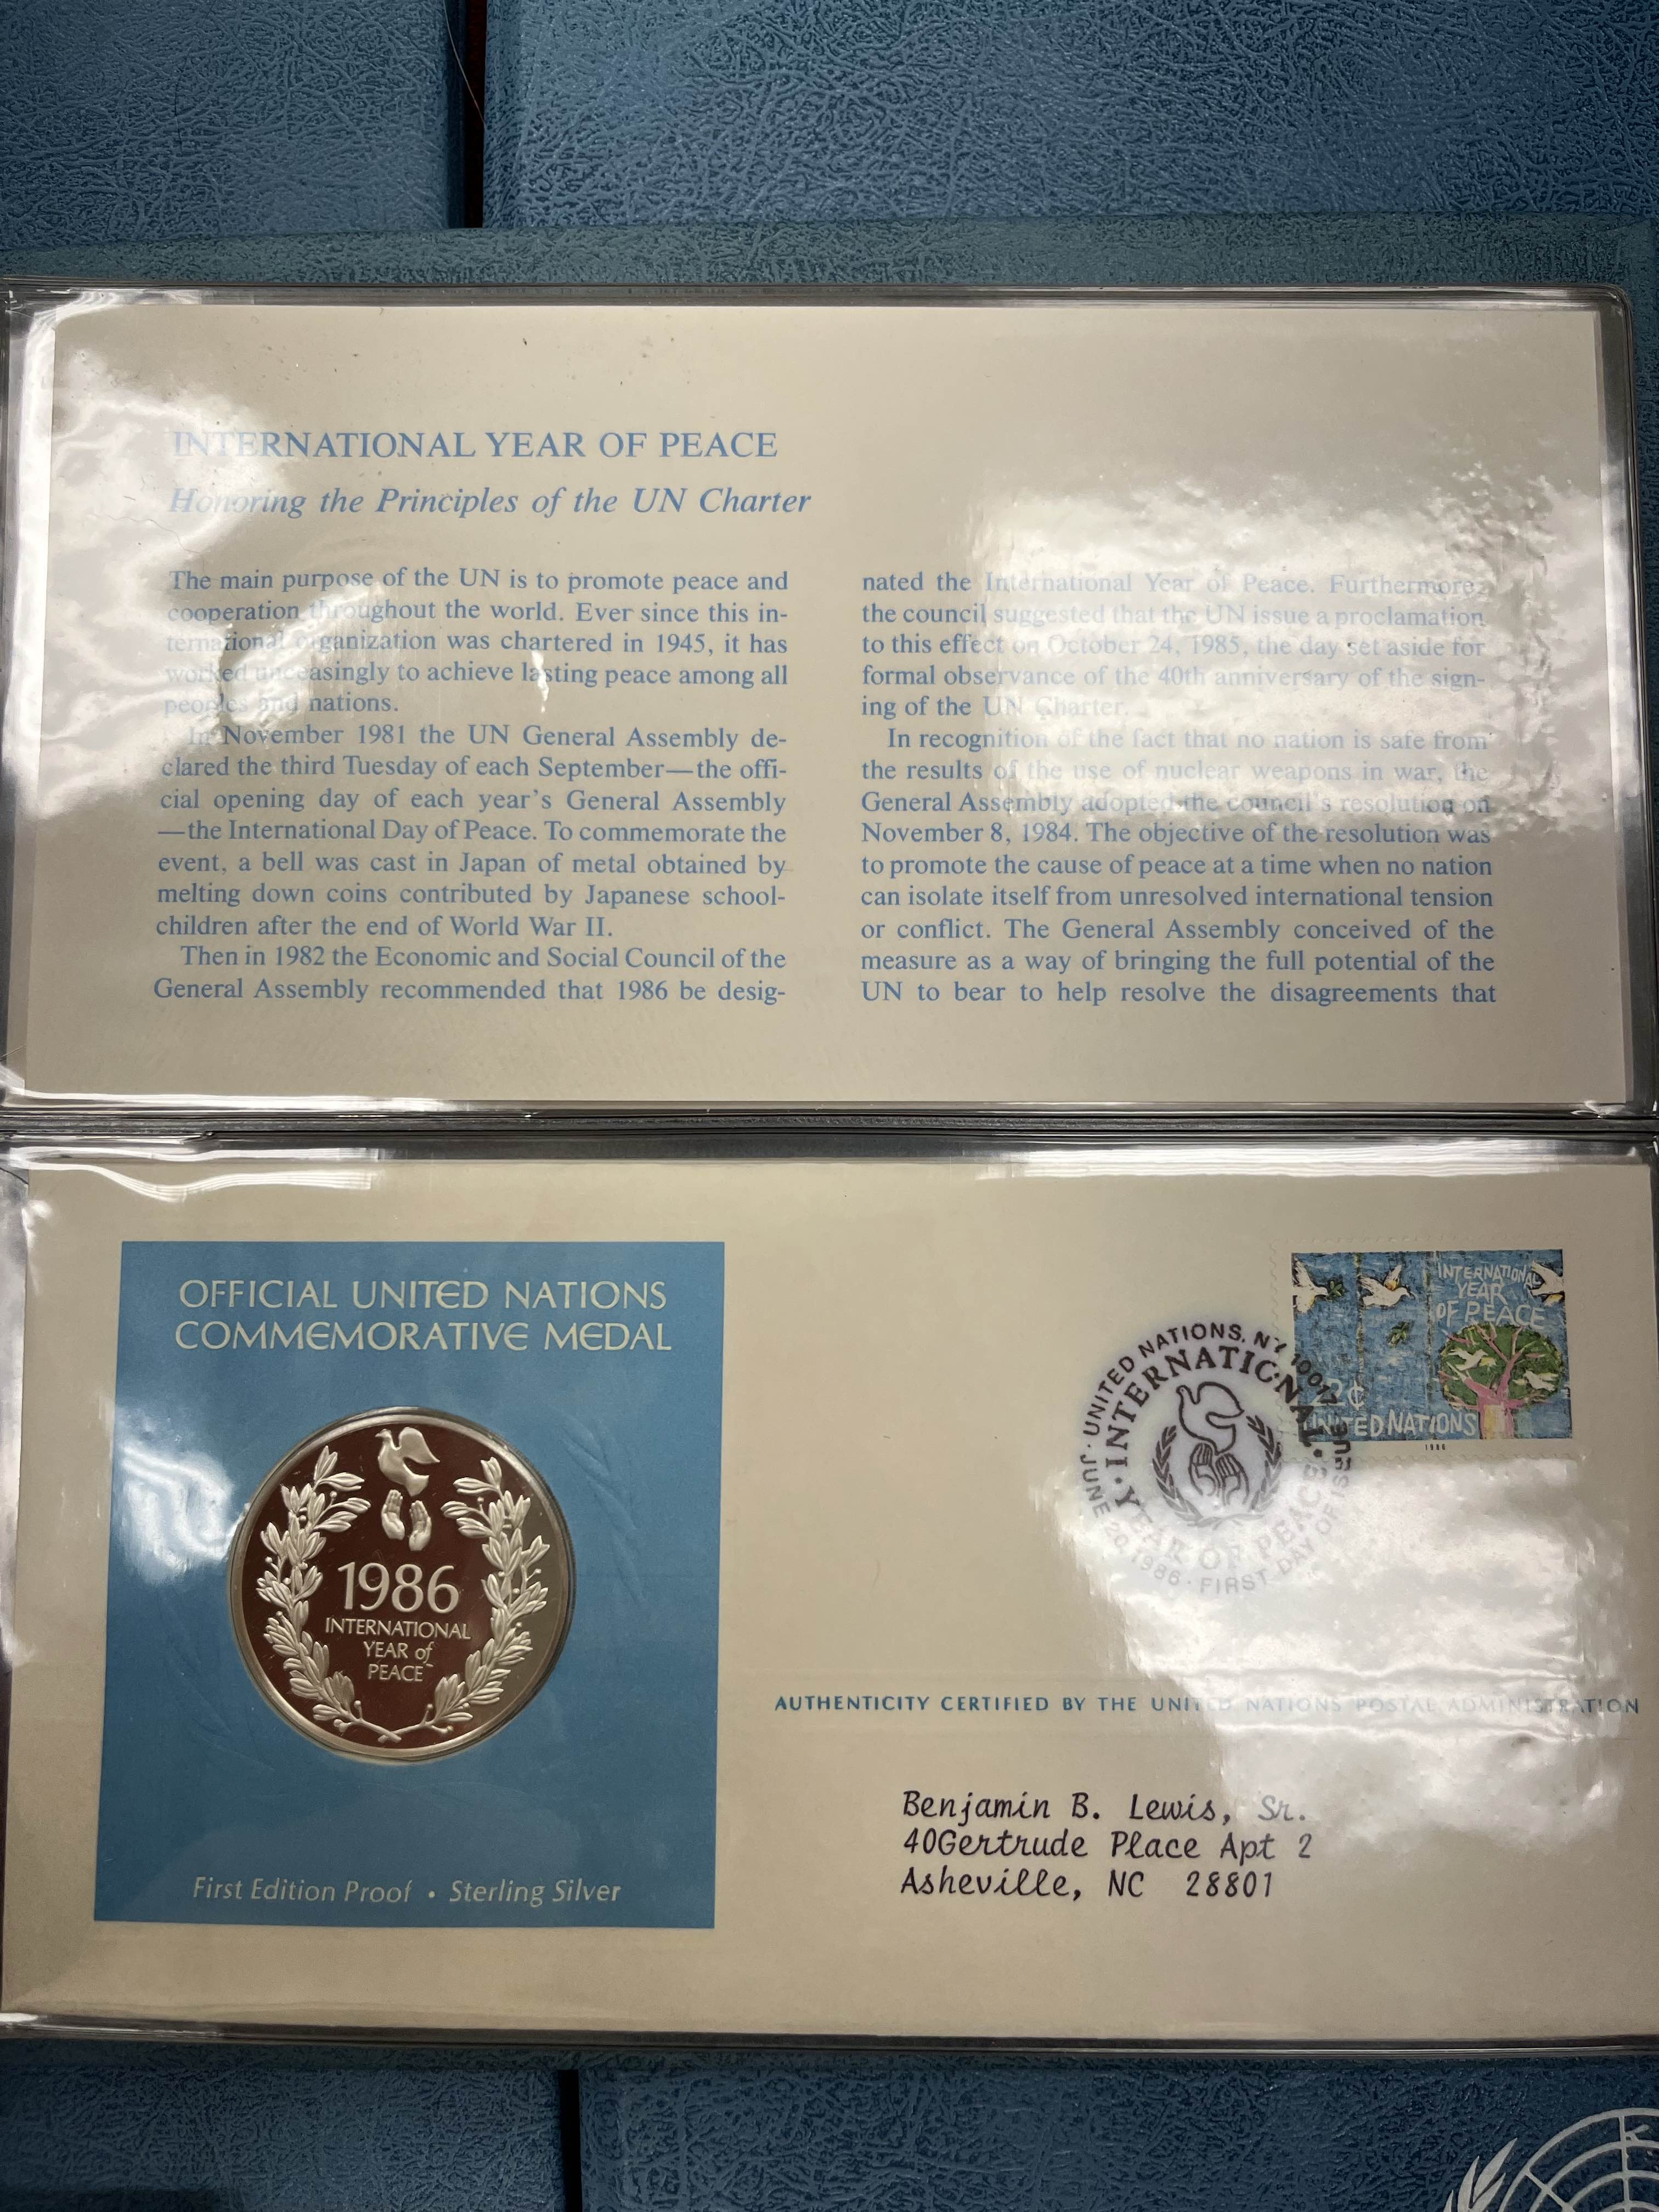 INTERNATIONAL YEAR OF PEACE
Honoring the Principles of the UN Charter
The main purpose of the UN is to promote peace and
cooperation throughout the world. Ever since this in-
ternational organization was chartered in 1945, it has
worked unceasingly to achieve lasting peace among all
peoples and nations.
In November 1981 the UN General Assembly de-
clared the third Tuesday of each September—the offi-
cial opening day of each year's General Assembly
—the International Day of Peace. To commemorate the
event, a bell was cast in Japan of metal obtained by
melting down coins contributed by Japanese school-
children after the end of World War II.
Then in 1982 the Economic and Social Council of the
General Assembly recommended that 1986 be desig-
nated the International Year of Peace. Furthermore,
the council suggested that the UN issue a proclamation
to this effect on October 24, 1985, the day set aside for
formal observance of the 40th anniversary of the sign-
ing of the UN Charter.
In recognition of the fact that no nation is safe from
the results of the use of nuclear weapons in war, the
General Assembly adopted the council's resolution on
November 8, 1984. The objective of the resolution was
to promote the cause of peace at a time when no nation
can isolate itself from unresolved international tension
or conflict. The General Assembly conceived of the
measure as a way of bringing the full potential of the
UN to bear to help resolve the disagreements that
OFFICIAL UNITED NATIONS
COMMEMORATIVE MEDAL
1986
INTERNATIONAL
YEAR of
PEACE
First Edition Proof • Sterling Silver
INTERNATIONAL
YEAR
OF PEACE
UNITED NATIONS
1986
UNITED NATIONS, NY 10017
INTERNATIONAL
YEAR OF PEACE
JUNE 20 1986 · FIRST DAY OF ISSUE
AUTHENTICITY CERTIFIED BY THE UNITED NATIONS POSTAL ADMINISTRATION
Benjamin B. Lewis, Sr.
40Gertrude Place Apt 2
Asheville, NC 28801